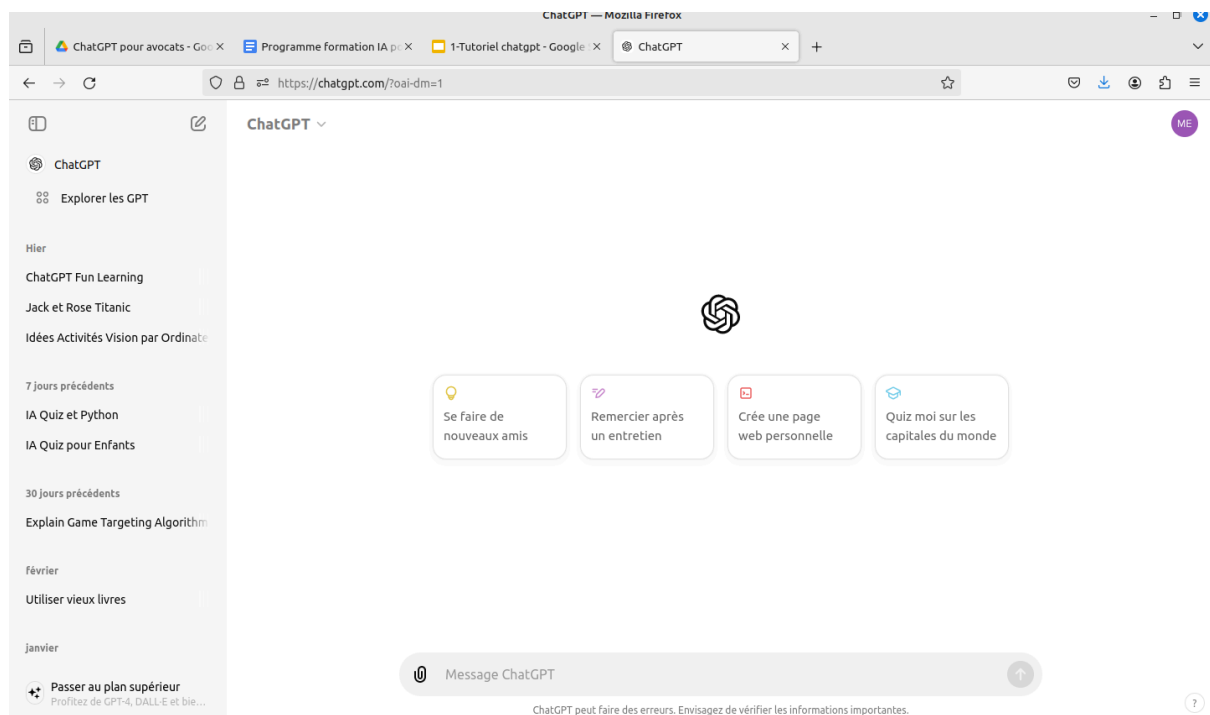 ChatGPT — Mozilla Firefox
ChatGPT pour avocats - Goo
Programme formation IA po
1-Tutoriel chatgpt - Google
ChatGPT
https://chatgpt.com/?oai-dm=1
ChatGPT
ME
ChatGPT
Explorer les GPT
Hier
ChatGPT Fun Learning
Jack et Rose Titanic
Idées Activités Vision par Ordinate
7 jours précédents
IA Quiz et Python
IA Quiz pour Enfants
30 jours précédents
Explain Game Targeting Algorithm
février
Utiliser vieux livres
janvier
Passer au plan supérieur
Profitez de GPT-4, DALL·E et bie...
Se faire de
nouveaux amis
Remercier après
un entretien
Crée une page
web personnelle
Quiz moi sur les
capitales du monde
Message ChatGPT
ChatGPT peut faire des erreurs. Envisagez de vérifier les informations importantes.
?